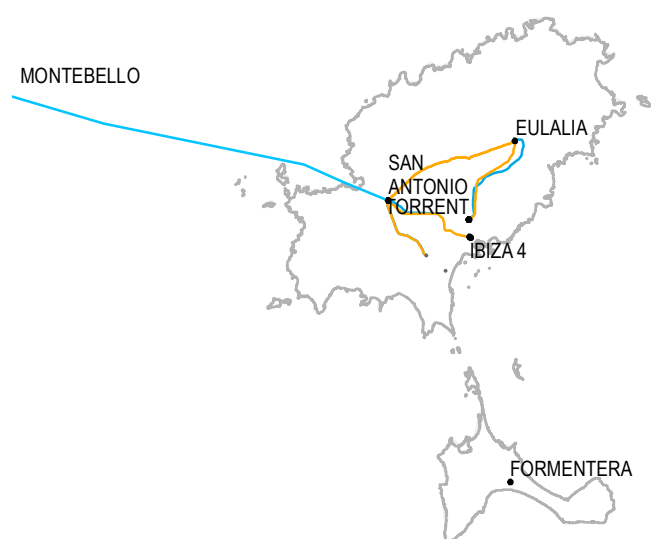 MONTEBELLO
EULALIA
SAN
ANTONIO
TORRENT
IBIZA 4
FORMENTERA